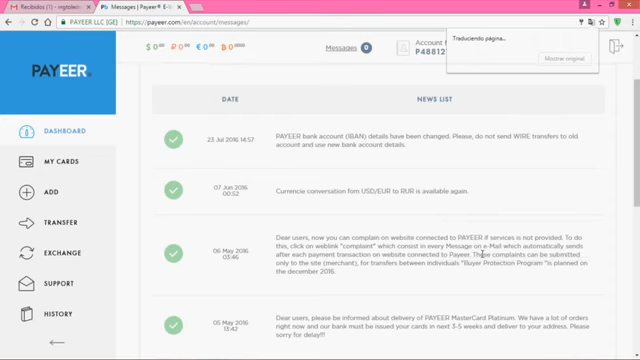 Recibidos (1) - ingtoled
Messages | Payeer® E-
PAYEER LLC [GE]
https://payeer.com/en/account/messages/
Traduciendo página...
Mostrar original
$ 0.00
₽ 0.00
€ 0.00
Ƀ 0.0000
Messages 0
Account
P48812
PAYEER
DASHBOARD
MY CARDS
ADD
TRANSFER
EXCHANGE
SUPPORT
HISTORY
DATE
NEWS LIST
23 Jul 2016 14:57
PAYEER bank account (IBAN) details have been changed. Please, do not send WIRE transfers to old
account and use new bank account details.
07 Jun 2016
00:52
Currencie conversation fom USD/EUR to RUR is available again.
06 May 2016
03:46
Dear users, now you can complain on website connected to PAYEER if services is not provided. To do
this, click on weblink "complaint" which consist in every Message on e-Mail which automatically sends
after each payment transaction on website connected to Payeer. These complaints can be submitted
only to the site (merchant), for transfers between individuals "Buyer Protection Program "is planned on
the december 2016.
05 May 2016
13:42
Dear users, please be informed about delivery of PAYEER MasterCard Platinum. We have a lot of orders
right now and our bank must be issued your cards in next 3-5 weeks and deliver to your address. Please
sorry for delay!!!